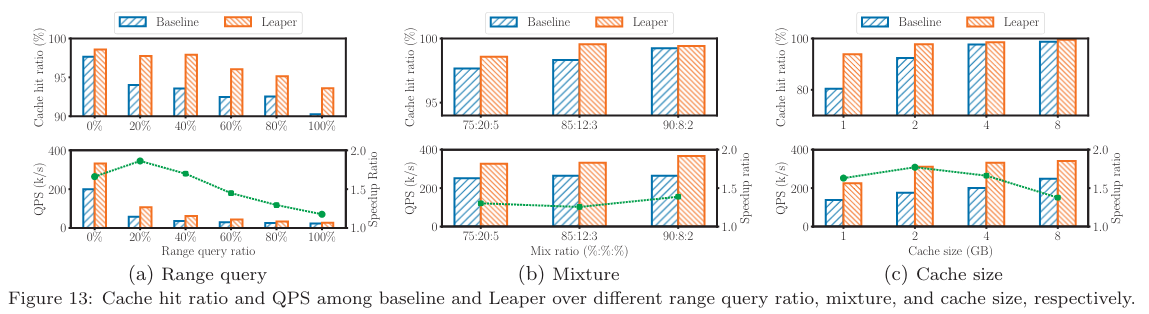 Baseline Leaper
Cache hit ratio (%)
100
95
90
0% 20% 40% 60% 80% 100%
QPS (k/s)
400
200
0
2.0
1.5
1.0
Speedup Ratio
0% 20% 40% 60% 80% 100%
Range query ratio
(a) Range query
Baseline Leaper
Cache hit ratio (%)
100
95
75:20:5 85:12:3 90:8:2
QPS (k/s)
400
200
0
2.0
1.5
1.0
Speedup ratio
75:20:5 85:12:3 90:8:2
Mix ratio (%:%:%)
(b) Mixture
Baseline Leaper
Cache hit ratio (%)
100
80
1 2 4 8
QPS (k/s)
400
200
0
2.0
1.5
1.0
Speedup ratio
1 2 4 8
Cache size (GB)
(c) Cache size
Figure 13: Cache hit ratio and QPS among baseline and Leaper over different range query ratio, mixture, and cache size, respectively.